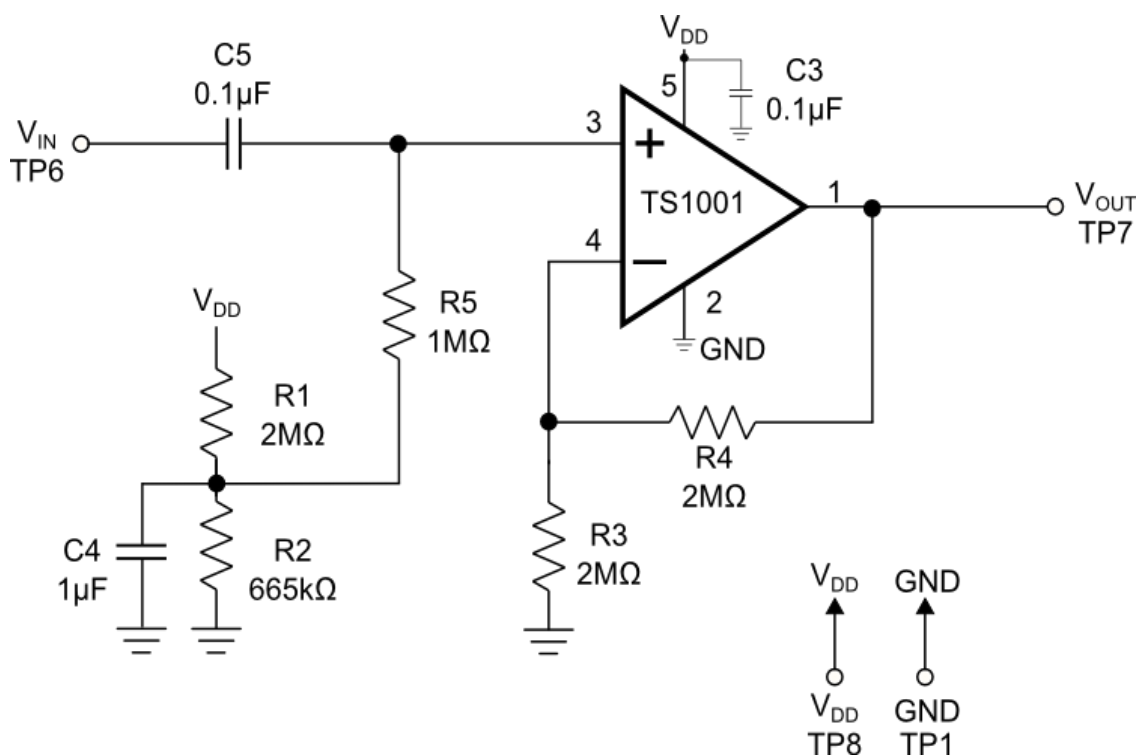 V_DD
C5
0.1µF
C3
0.1µF
5
3
V_IN
TP6
TS1001
1
V_OUT
TP7
4
2
GND
V_DD
R5
1MΩ
R1
2MΩ
R4
2MΩ
C4
1µF
R2
665kΩ
R3
2MΩ
V_DD
GND
V_DD
TP8
GND
TP1